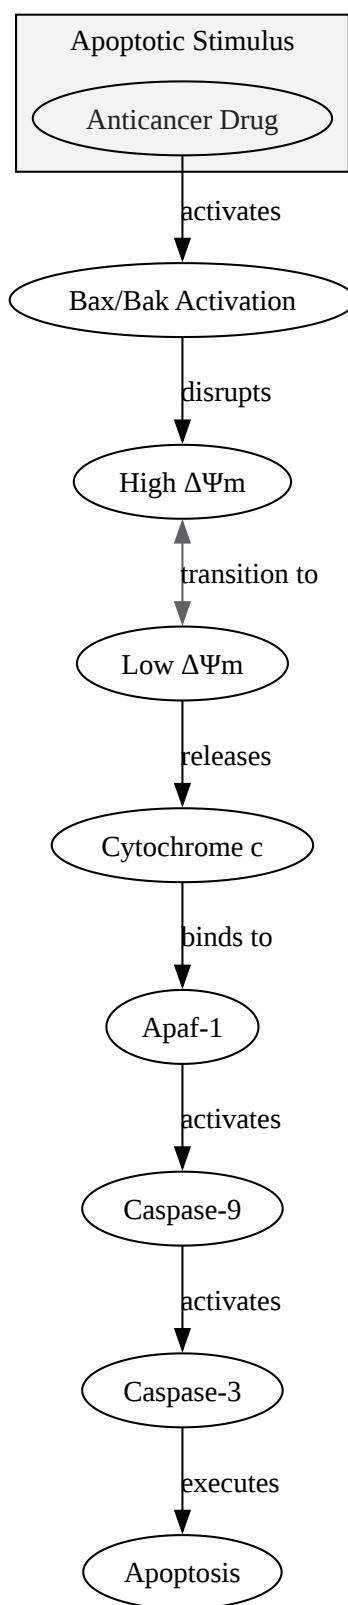 Apoptotic Stimulus
Anticancer Drug
activates
Bax/Bak Activation
disrupts
High ΔΨm
transition to
Low ΔΨm
releases
Cytochrome c
binds to
Apaf-1
activates
Caspase-9
activates
Caspase-3
executes
Apoptosis